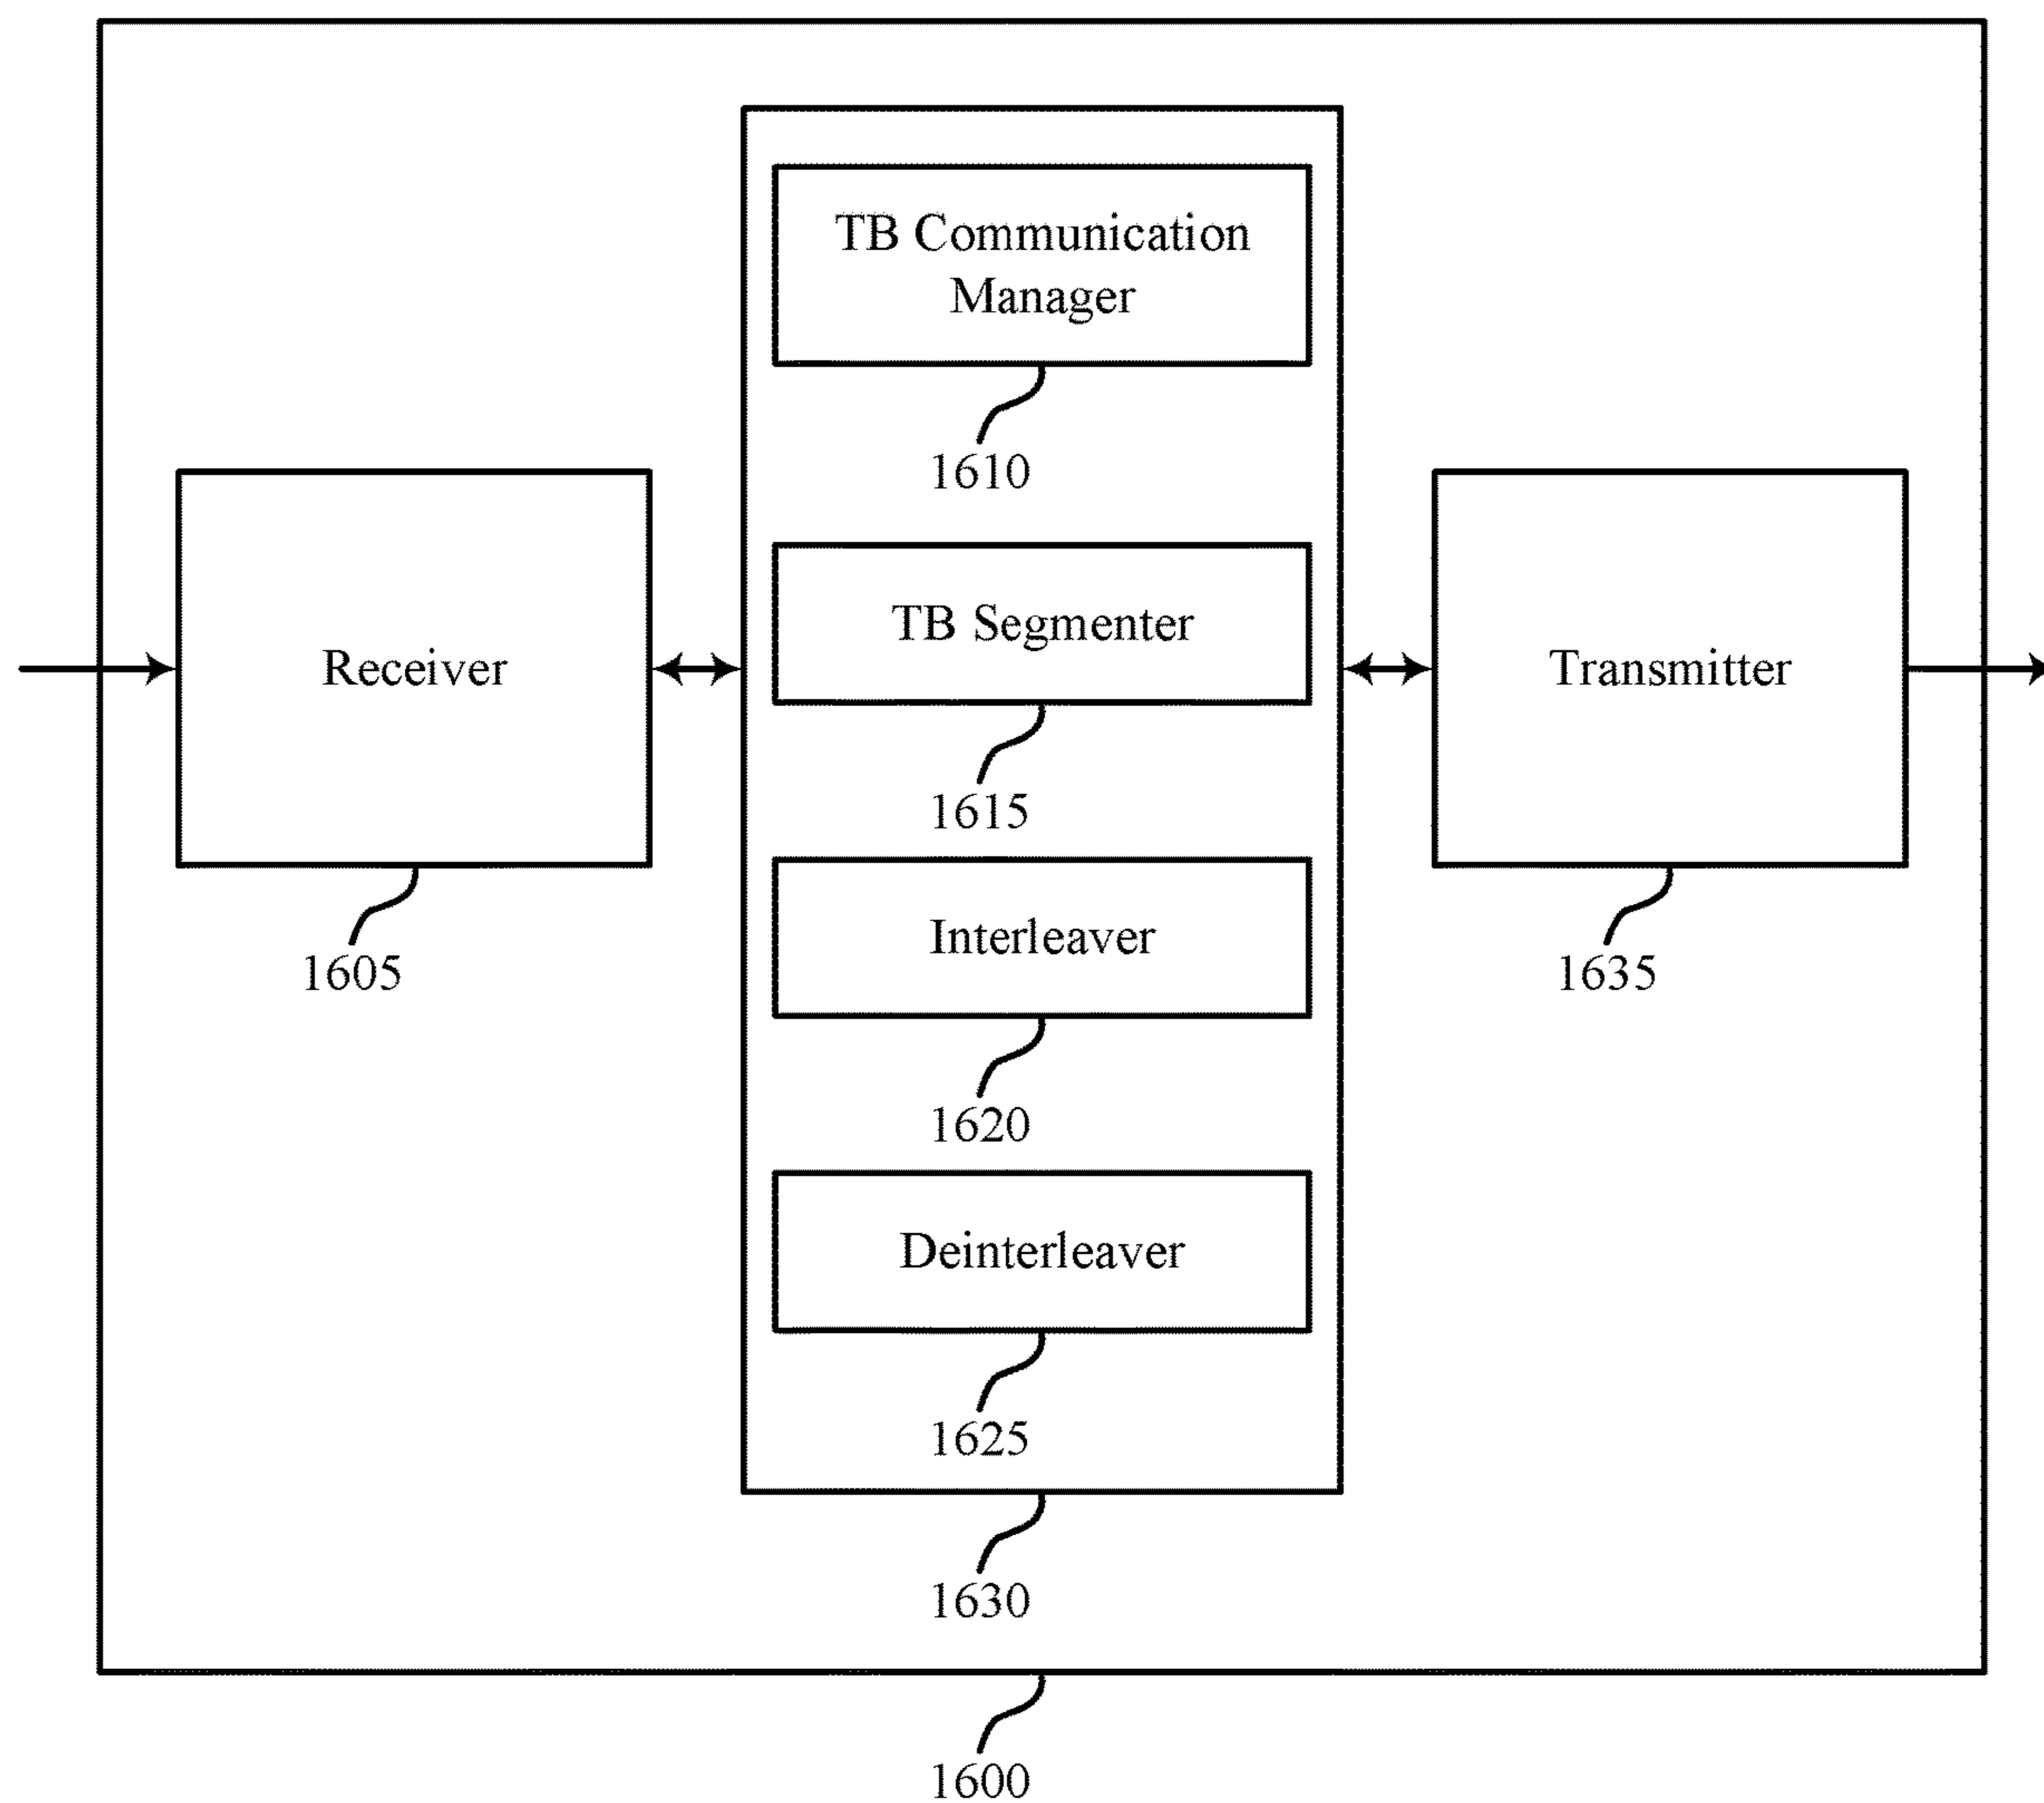 TB Communication
Manager
1610
Receiver
1605
TB Segmenter
1615
Transmitter
1635
Interleaver
1620
Deinterleaver
1625
1630
1600